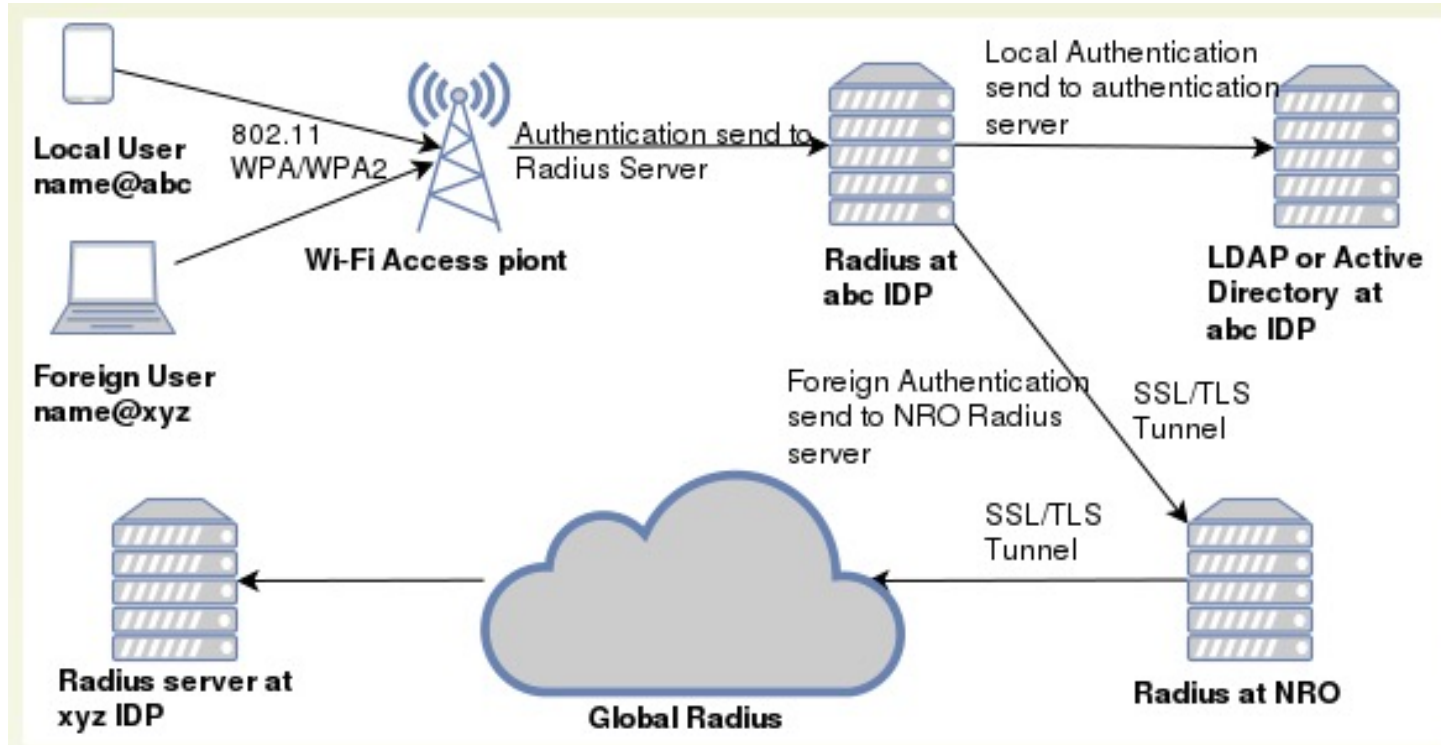 Local User
name@abc
802.11
WPA/WPA2
Wi-Fi Access piont
Authentication send to
Radius Server
Radius at
abc IDP
Local Authentication
send to authentication
server
LDAP or Active
Directory at
abc IDP
Foreign User
name@xyz
Foreign Authentication
send to NRO Radius
server
SSL/TLS
Tunnel
SSL/TLS
Tunnel
Radius server at
xyz IDP
Global Radius
Radius at NRO